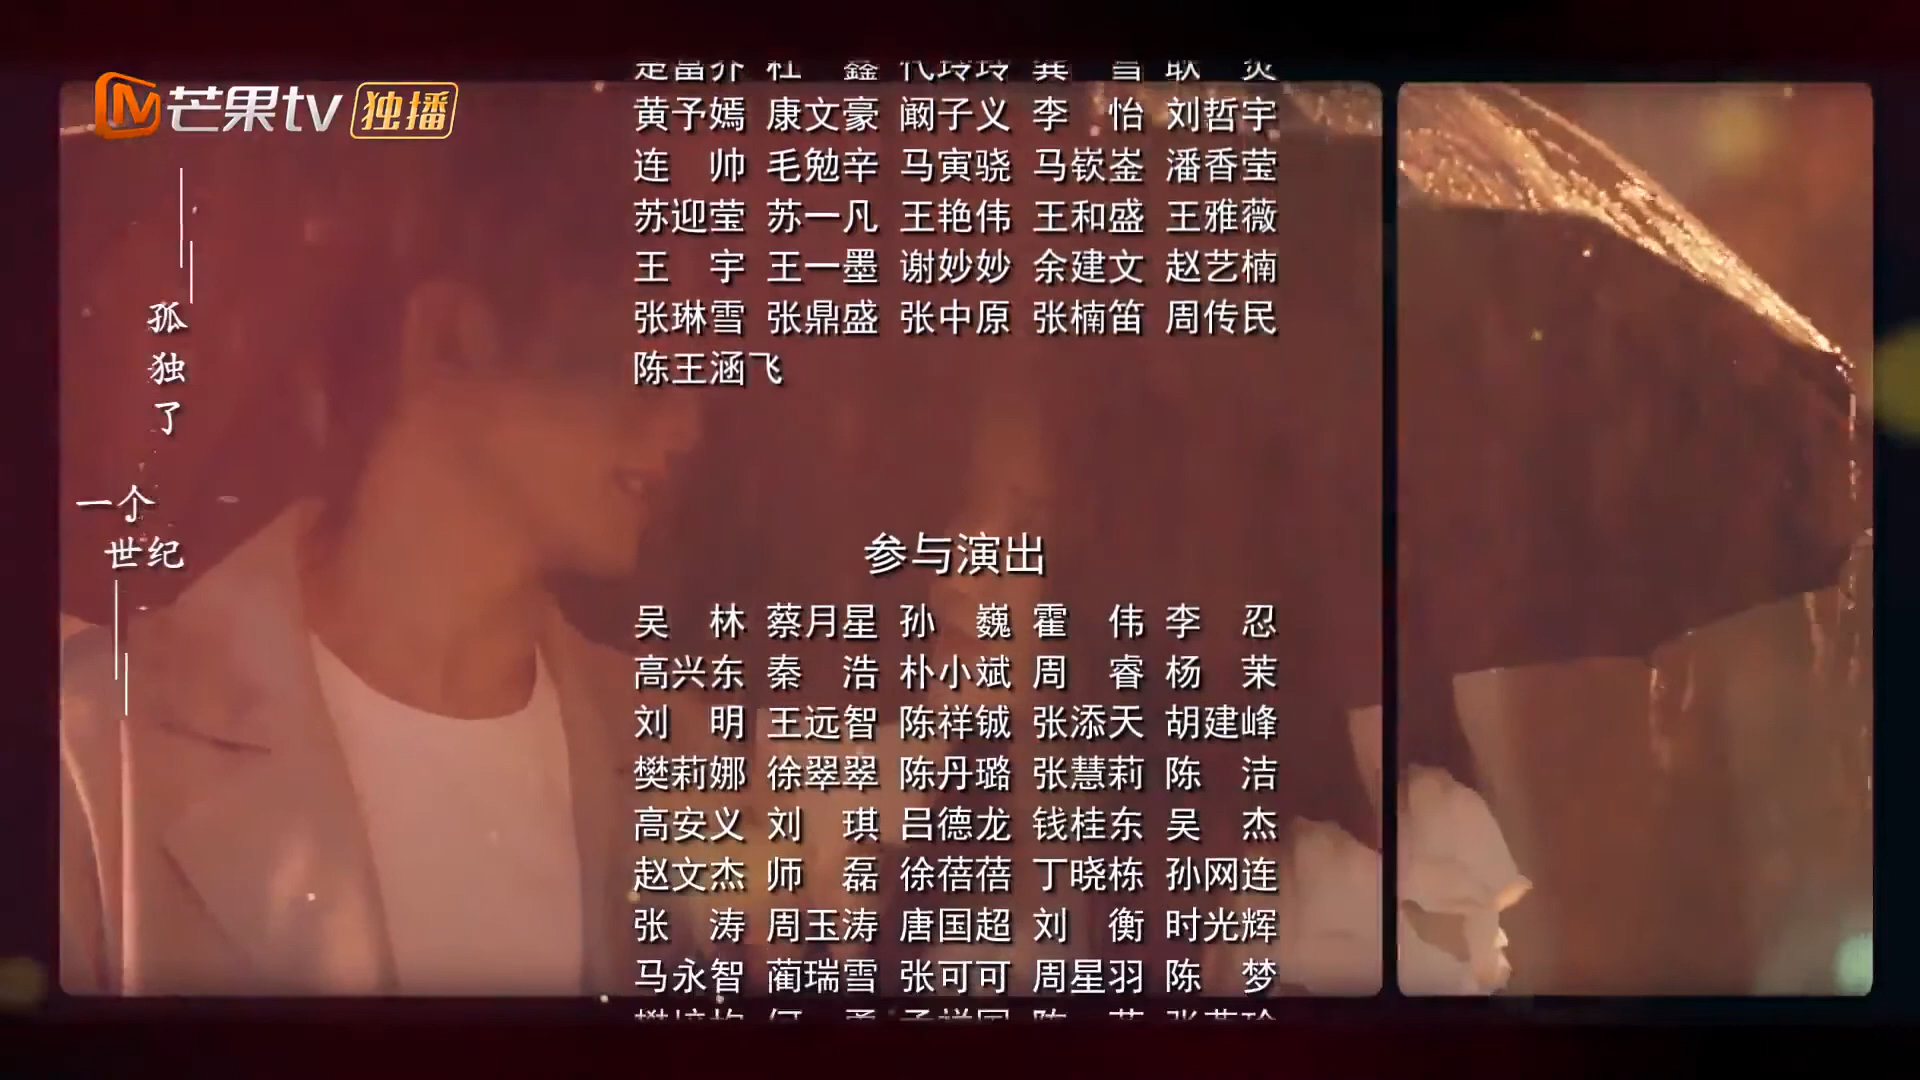 芒果tv 独播
孤独了
一个
世纪
黄予嫣 康文豪 阚子义 李 怡 刘哲宇
连 帅 毛勉辛 马寅骁 马嵚崟 潘香莹
苏迎莹 苏一凡 王艳伟 王和盛 王雅薇
王 宇 王一墨 谢妙妙 余建文 赵艺楠
张琳雪 张鼎盛 张中原 张楠笛 周传民
陈王涵飞
参与演出
吴 林 蔡月星 孙 巍 霍 伟 李 忍
高兴东 秦 浩 朴小斌 周 睿 杨 茉
刘 明 王远智 陈祥铖 张添天 胡建峰
樊莉娜 徐翠翠 陈丹璐 张慧莉 陈 洁
高安义 刘 琪 吕德龙 钱桂东 吴 杰
赵文杰 师 磊 徐蓓蓓 丁晓栋 孙网连
张 涛 周玉涛 唐国超 刘 衡 时光辉
马永智 蔺瑞雪 张可可 周星羽 陈 梦